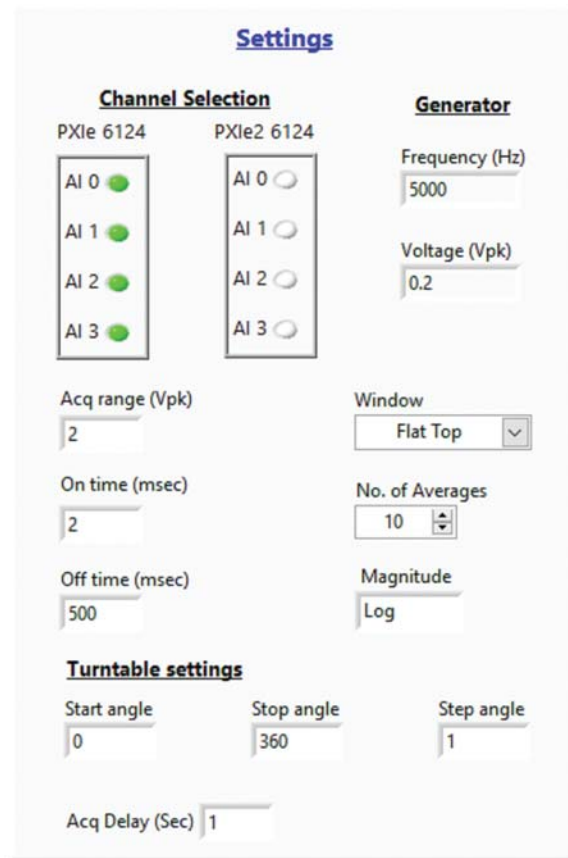 Settings
Channel Selection
Generator
PXIe 6124
PXIe2 6124
AI 0
AI 1
AI 2
AI 3
AI 0
AI 1
AI 2
AI 3
Frequency (Hz)
5000
Voltage (Vpk)
0.2
Acq range (Vpk)
2
Window
Flat Top
On time (msec)
2
No. of Averages
10
Off time (msec)
500
Magnitude
Log
Turntable settings
Start angle
0
Stop angle
360
Step angle
1
Acq Delay (Sec) 1